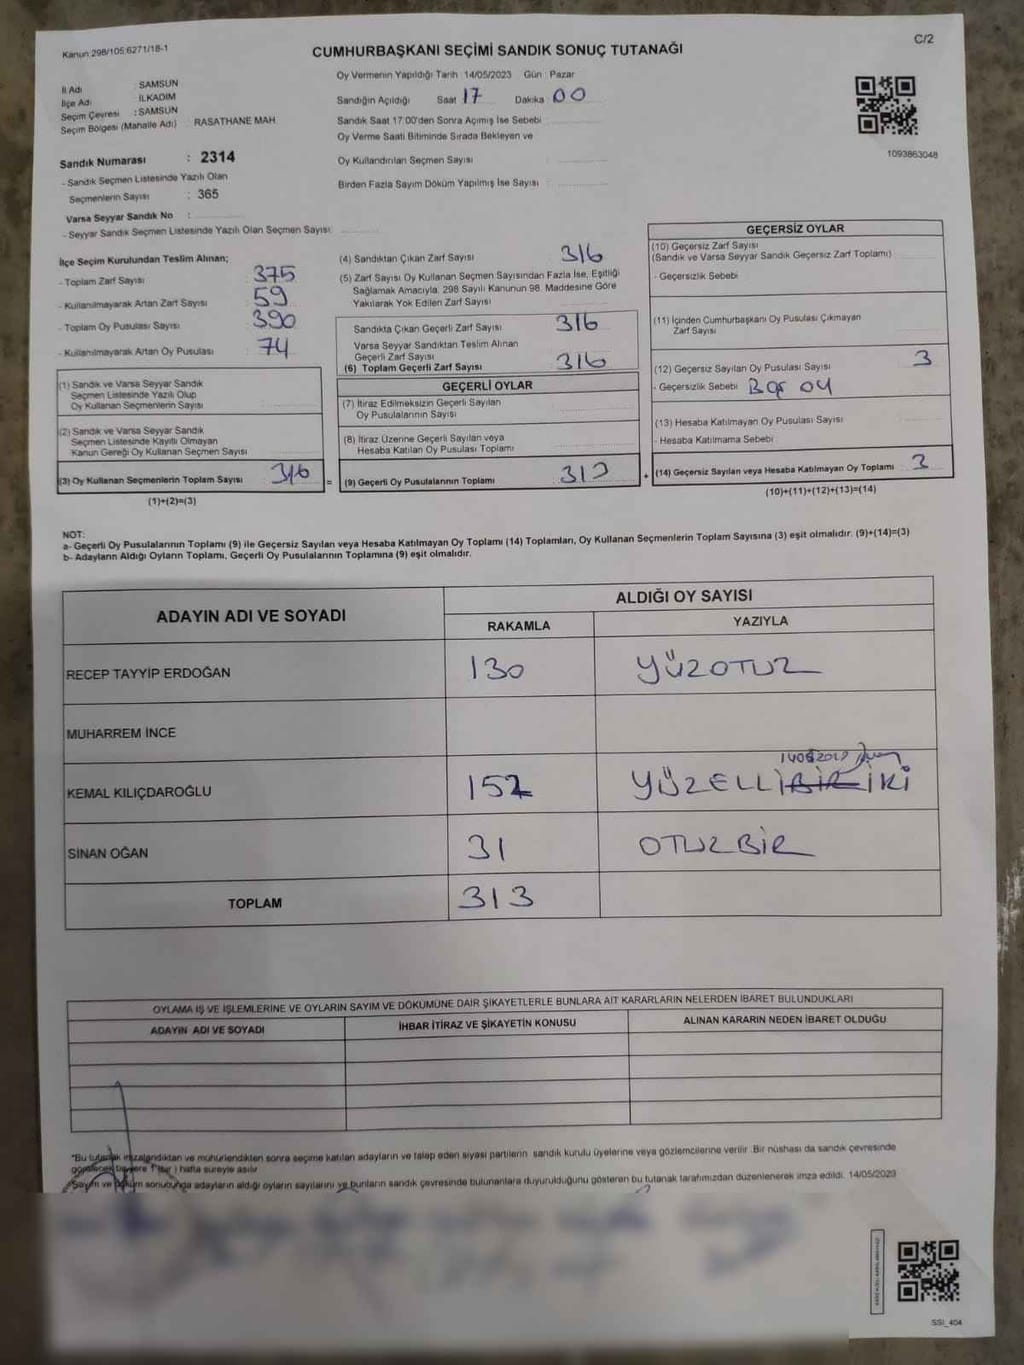 Kanun 298/105:6271/18-1
CUMHURBAŞKANI SEÇİMİ SANDIK SONUÇ TUTANAĞI
C/2
İl Adı SAMSUN
İlçe Adı İLKADIM
Seçim Çevresi : SAMSUN
Seçim Bölgesi (Mahalle Adı) RASATHANE MAH.
Oy Vermenin Yapıldığı Tarih 14/05/2023 Gün : Pazar
Sandığın Açıldığı Saat 17 Dakika : 00
Sandık Saat 17:00'den Sonra Açımış İse Sebebi
Oy Verme Saati Bitiminde Sırada Bekleyen ve
Oy Kullandırılan Seçmen Sayısı :
Birden Fazla Sayım Döküm Yapılmış İse Sayısı :
1093863048
Sandık Numarası : 2314
- Sandık Seçmen Listesinde Yazılı Olan
Seçmenlerin Sayısı : 365
Varsa Seyyar Sandık No :
- Seyyar Sandık Seçmen Listesinde Yazılı Olan Seçmen Sayısı:
İlçe Seçim Kurulundan Teslim Alınan;
- Toplam Zarf Sayısı 375
- Kullanılmayarak Artan Zarf Sayısı 59
- Toplam Oy Pusulası Sayısı 390
- Kullanılmayarak Artan Oy Pusulası 74
(1) Sandık ve Varsa Seyyar Sandık
Seçmen Listesinde Yazılı Olup
Oy Kullanan Seçmenlerin Sayısı
(2) Sandık ve Varsa Seyyar Sandık
Seçmen Listesinde Kayıtlı Olmayan
Kanun Gereği Oy Kullanan Seçmen Sayısı
(3) Oy Kullanan Seçmenlerin Toplam Sayısı 316
(1)+(2)=(3)
(4) Sandıktan Çıkan Zarf Sayısı 316
(5) Zarf Sayısı Oy Kullanan Seçmen Sayısından Fazla İse, Eşitliği
Sağlamak Amacıyla, 298 Sayılı Kanunun 98. Maddesine Göre
Yakılarak Yok Edilen Zarf Sayısı
Sandıkta Çıkan Geçerli Zarf Sayısı 316
Varsa Seyyar Sandıktan Teslim Alınan
Geçerli Zarf Sayısı
(6) Toplam Geçerli Zarf Sayısı 316
GEÇERLİ OYLAR
(7) İtiraz Edilmeksizin Geçerli Sayılan
Oy Pusulalarının Sayısı
(8) İtiraz Üzerine Geçerli Sayılan veya
Hesaba Katılan Oy Pusulası Toplamı
= (9) Geçerli Oy Pusulalarının Toplamı 313
GEÇERSİZ OYLAR
(10) Geçersiz Zarf Sayısı
(Sandık ve Varsa Seyyar Sandık Geçersiz Zarf Toplamı)
- Geçersizlik Sebebi
(11) İçinden Cumhurbaşkanı Oy Pusulası Çıkmayan
Zarf Sayısı
(12) Geçersiz Sayılan Oy Pusulası Sayısı 3
- Geçersizlik Sebebi Boş OY
(13) Hesaba Katılmayan Oy Pusulası Sayısı
- Hesaba Katılmama Sebebi
+ (14) Geçersiz Sayılan veya Hesaba Katılmayan Oy Toplamı 3
(10)+(11)+(12)+(13)=(14)
NOT:
a- Geçerli Oy Pusulalarının Toplamı (9) ile Geçersiz Sayılan veya Hesaba Katılmayan Oy Toplamı (14) Toplamları, Oy Kullanan Seçmenlerin Toplam Sayısına (3) eşit olmalıdır. (9)+(14)=(3)
b- Adayların Aldığı Oyların Toplamı, Geçerli Oy Pusulalarının Toplamına (9) eşit olmalıdır.
ADAYIN ADI VE SOYADI ALDIĞI OY SAYISI
RAKAMLA YAZIYLA
RECEP TAYYİP ERDOĞAN 130 YÜZOTUZ
MUHARREM İNCE
KEMAL KILIÇDAROĞLU 152 YÜZELLİBİRİKİ
SİNAN OĞAN 31 OTUZBİR
TOPLAM 313
OYLAMA İŞ VE İŞLEMLERİNE VE OYLARIN SAYIM VE DÖKÜMÜNE DAİR ŞİKAYETLERLE BUNLARA AİT KARARLARIN NELERDEN İBARET BULUNDUKLARI
ADAYIN ADI VE SOYADI İHBAR İTİRAZ VE ŞİKAYETİN KONUSU ALINAN KARARIN NEDEN İBARET OLDUĞU
*Bu tutanak imzalandıktan ve mühürlendikten sonra seçime katılan adayların ve talep eden siyasi partilerin sandık kurulu üyelerine veya gözlemcilerine verilir. Bir nüshası da sandık çevresinde
görülecek bir yere 1 (bir) hafta süreyle asılır
Sayım ve döküm sonucunda adayların aldığı oyların sayılarını ve bunların sandık çevresinde bulunanlara duyurulduğunu gösteren bu tutanak tarafımızdan düzenlenerek imza edildi. 14/05/2023
SSI_404